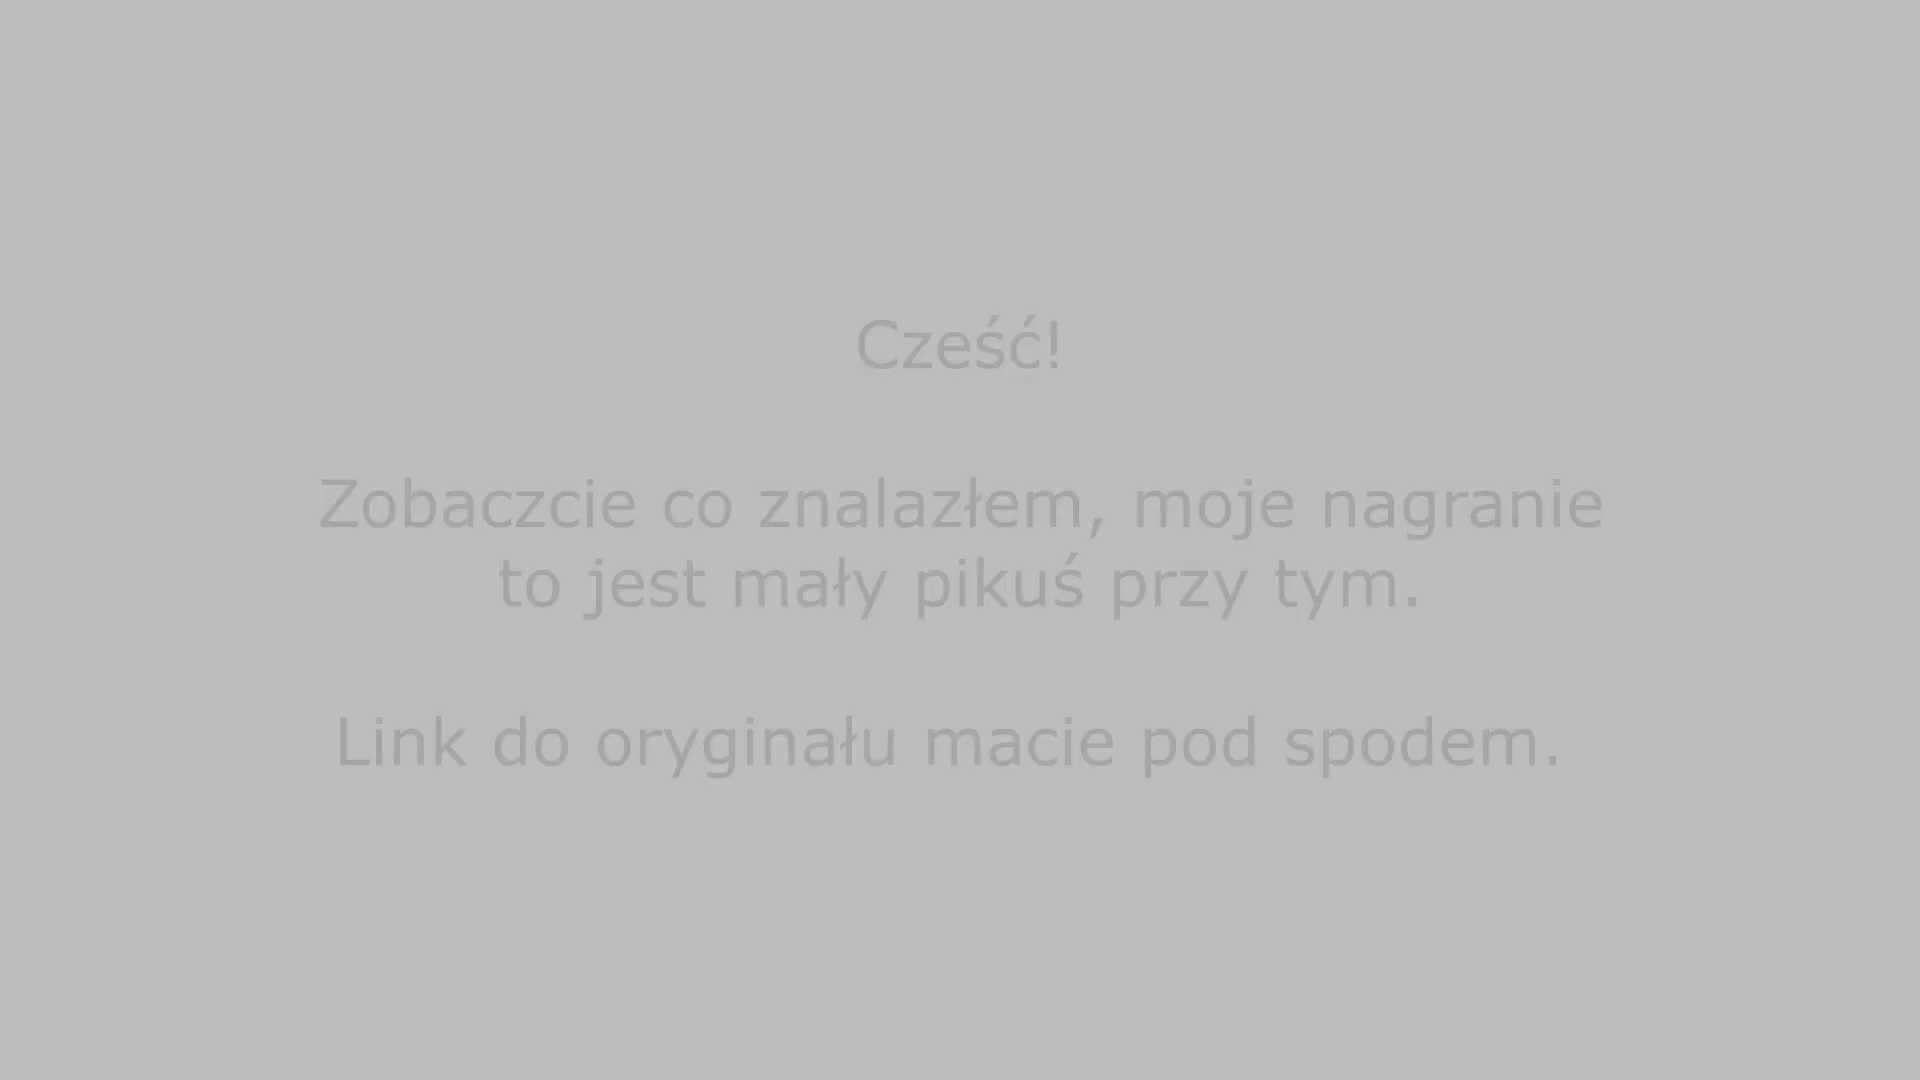 Cześć!
Zobaczcie co znalazłem, moje nagranie
to jest mały pikuś przy tym.
Link do oryginału macie pod spodem.